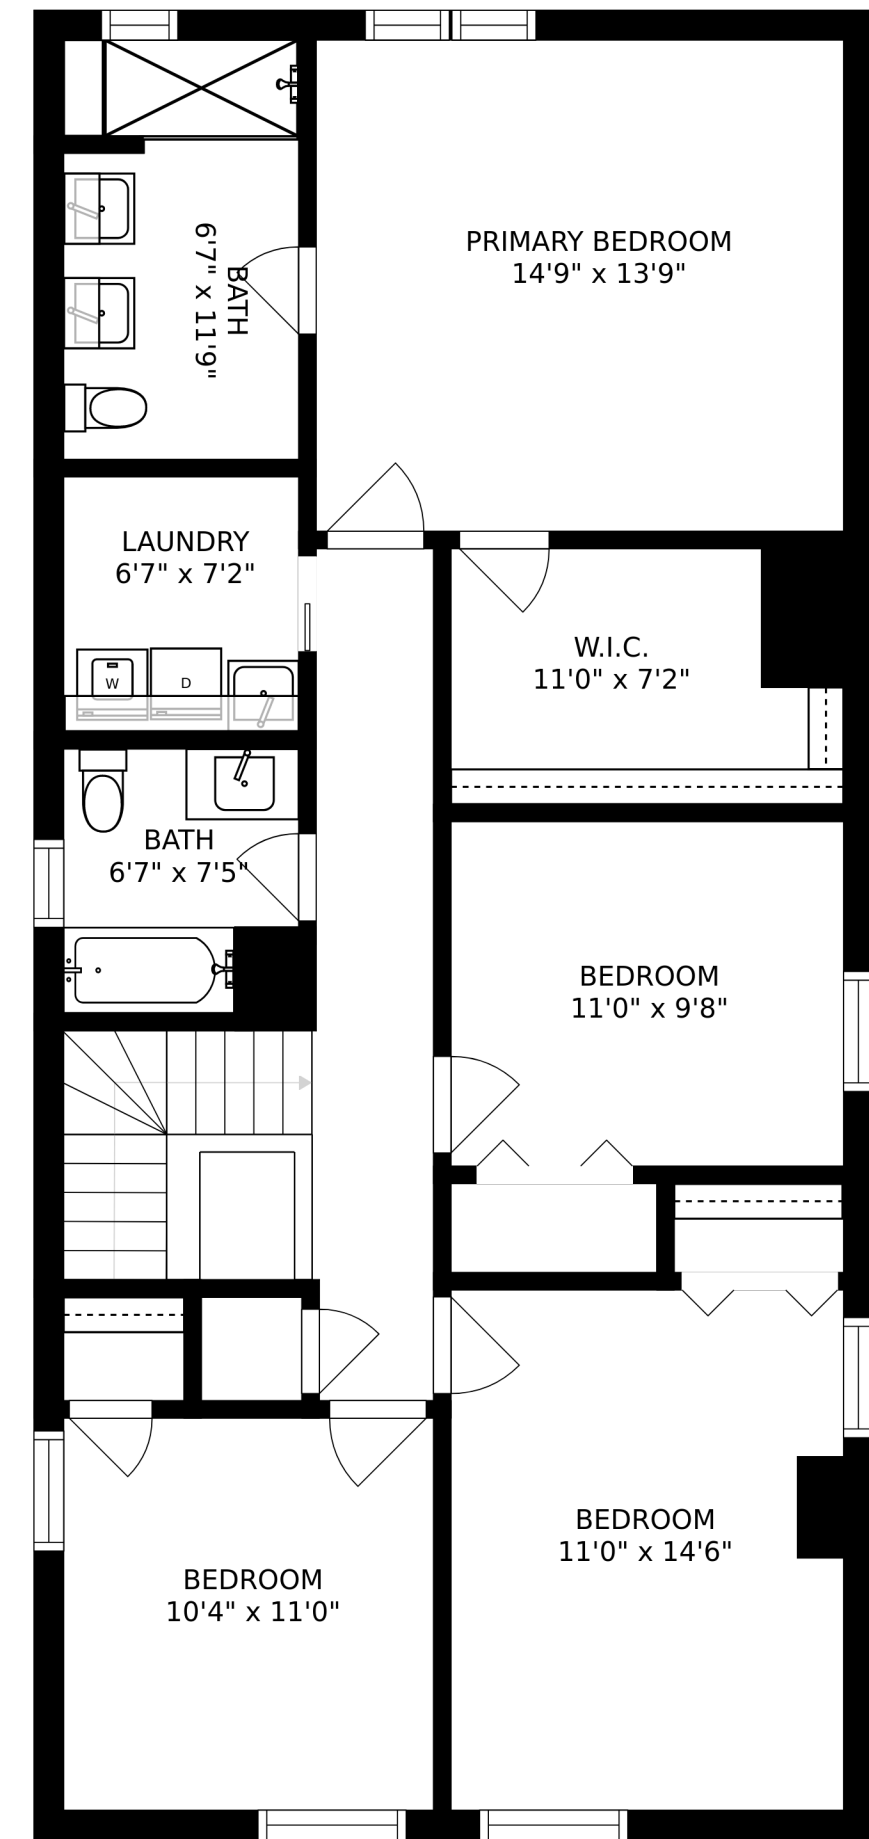 PRIMARY BEDROOM
14'9" x 13'9"
BATH
6'7" x 11'9"
LAUNDRY
6'7" x 7'2"
W
D
W.I.C.
11'0" x 7'2"
BATH
6'7" x 7'5"
BEDROOM
11'0" x 9'8"
BEDROOM
11'0" x 14'6"
BEDROOM
10'4" x 11'0"